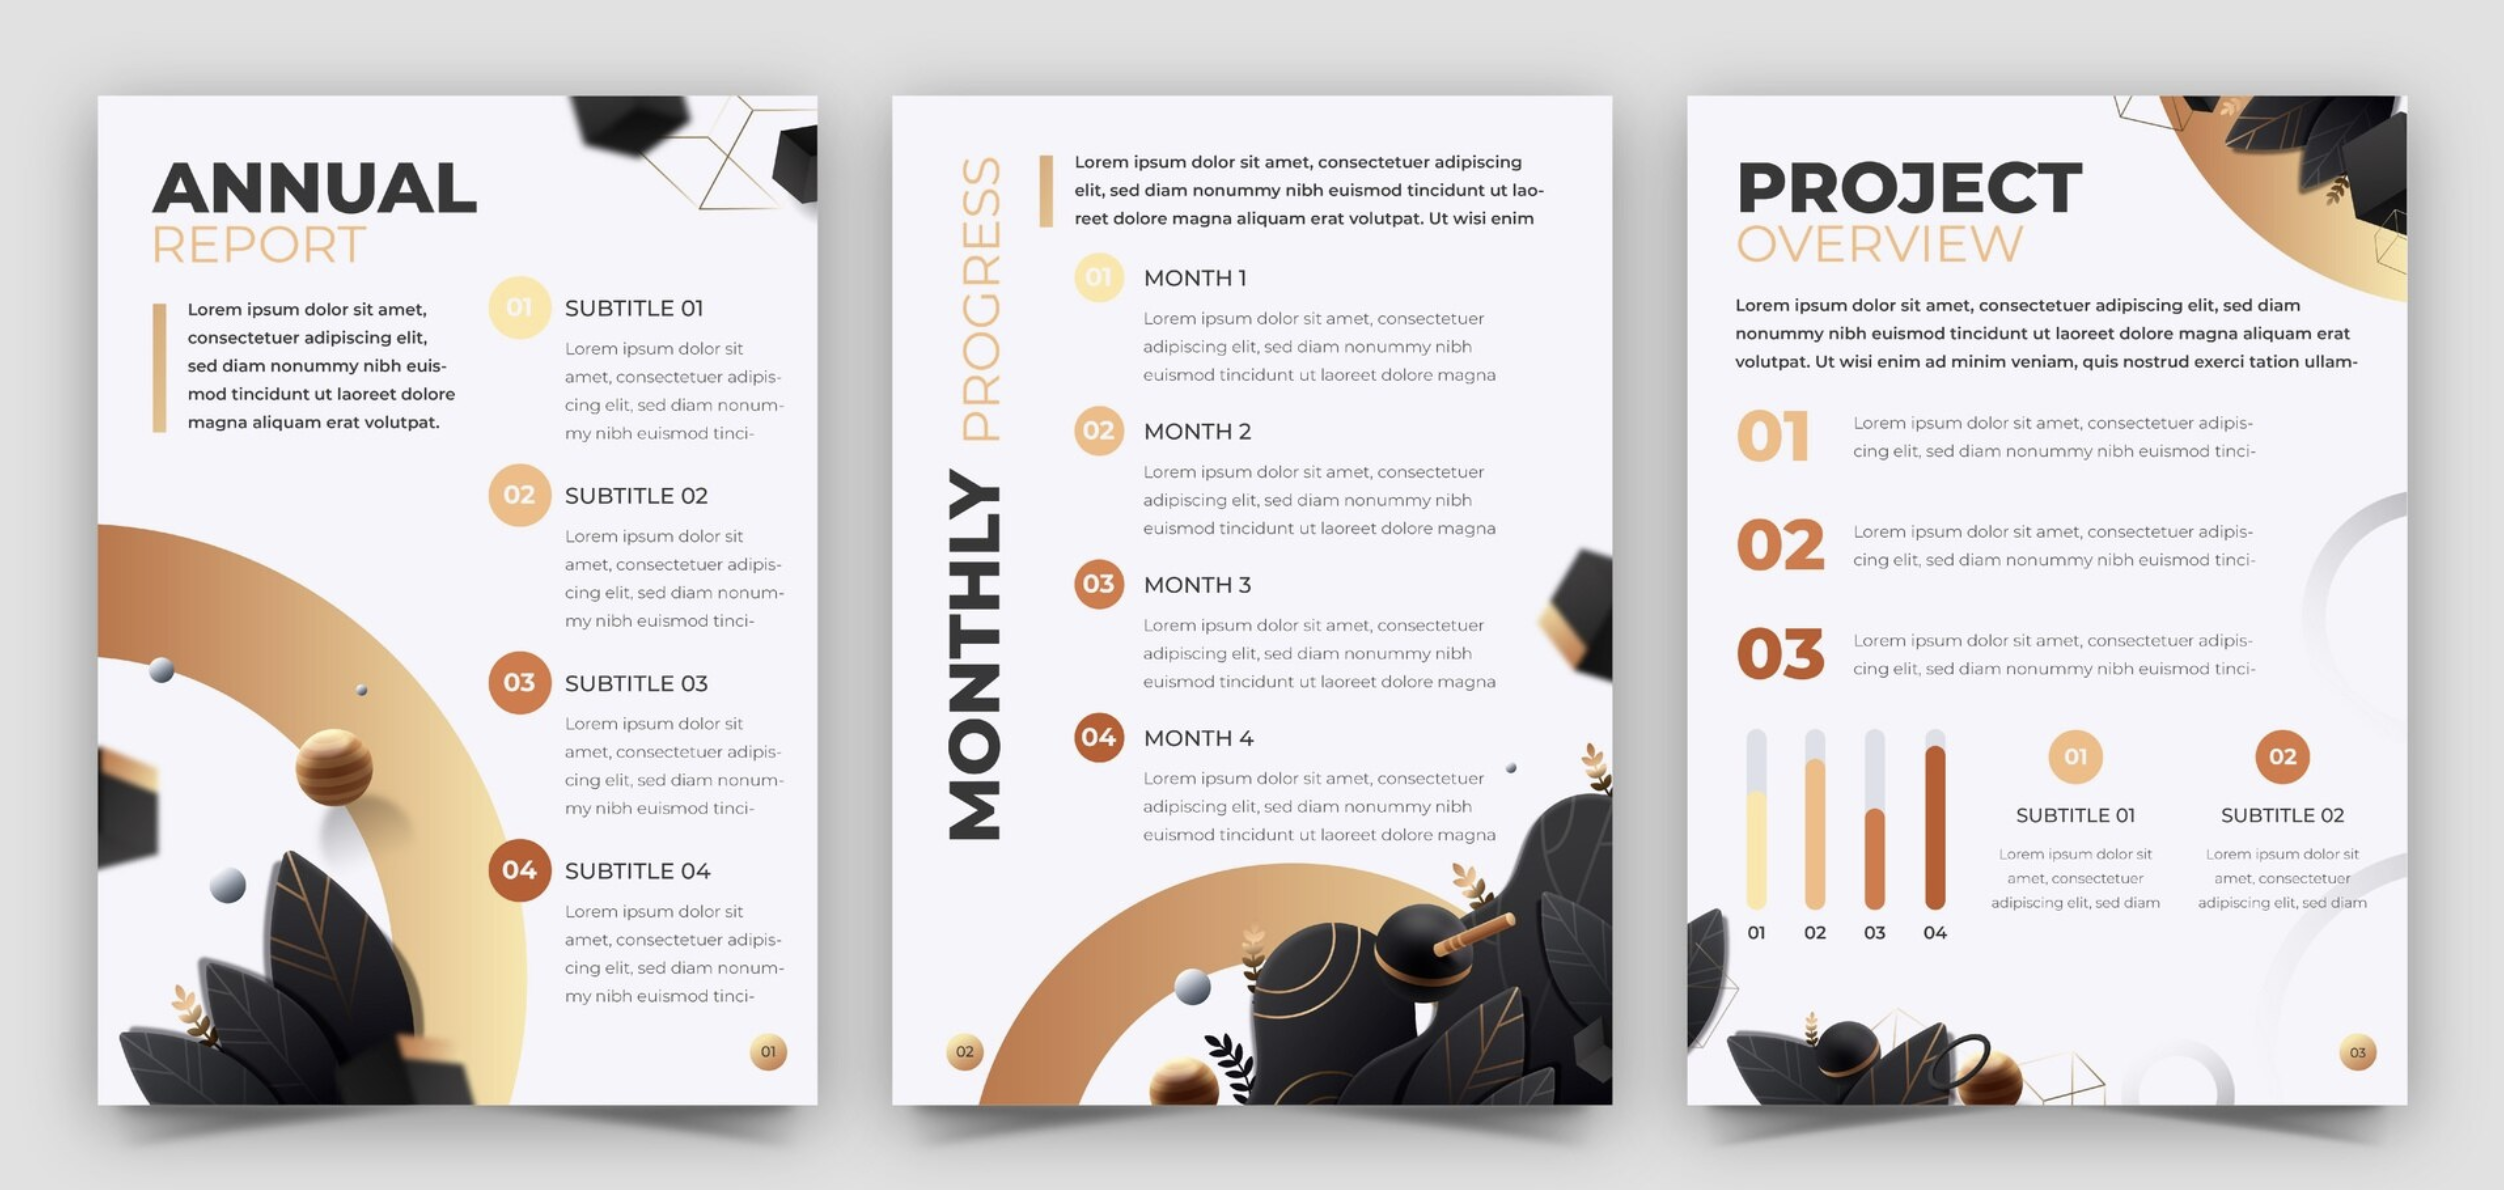 ANNUAL
REPORT
Lorem ipsum dolor sit amet,
consectetuer adipiscing elit,
sed diam nonummy nibh euis-
mod tincidunt ut laoreet dolore
magna aliquam erat volutpat.
01
SUBTITLE 01
Lorem ipsum dolor sit
amet, consectetuer adipis-
cing elit, sed diam nonum-
my nibh euismod tinci-
02
SUBTITLE 02
Lorem ipsum dolor sit
amet, consectetuer adipis-
cing elit, sed diam nonum-
my nibh euismod tinci-
03
SUBTITLE 03
Lorem ipsum dolor sit
amet, consectetuer adipis-
cing elit, sed diam nonum-
my nibh euismod tinci-
04
SUBTITLE 04
Lorem ipsum dolor sit
amet, consectetuer adipis-
cing elit, sed diam nonum-
my nibh euismod tinci-
01
MONTHLY PROGRESS
Lorem ipsum dolor sit amet, consectetuer adipiscing
elit, sed diam nonummy nibh euismod tincidunt ut lao-
reet dolore magna aliquam erat volutpat. Ut wisi enim
01
MONTH 1
Lorem ipsum dolor sit amet, consectetuer
adipiscing elit, sed diam nonummy nibh
euismod tincidunt ut laoreet dolore magna
02
MONTH 2
Lorem ipsum dolor sit amet, consectetuer
adipiscing elit, sed diam nonummy nibh
euismod tincidunt ut laoreet dolore magna
03
MONTH 3
Lorem ipsum dolor sit amet, consectetuer
adipiscing elit, sed diam nonummy nibh
euismod tincidunt ut laoreet dolore magna
04
MONTH 4
Lorem ipsum dolor sit amet, consectetuer
adipiscing elit, sed diam nonummy nibh
euismod tincidunt ut laoreet dolore magna
02
PROJECT
OVERVIEW
Lorem ipsum dolor sit amet, consectetuer adipiscing elit, sed diam
nonummy nibh euismod tincidunt ut laoreet dolore magna aliquam erat
volutpat. Ut wisi enim ad minim veniam, quis nostrud exerci tation ullam-
01
Lorem ipsum dolor sit amet, consectetuer adipis-
cing elit, sed diam nonummy nibh euismod tinci-
02
Lorem ipsum dolor sit amet, consectetuer adipis-
cing elit, sed diam nonummy nibh euismod tinci-
03
Lorem ipsum dolor sit amet, consectetuer adipis-
cing elit, sed diam nonummy nibh euismod tinci-
01 02 03 04
01
SUBTITLE 01
Lorem ipsum dolor sit
amet, consectetuer
adipiscing elit, sed diam
02
SUBTITLE 02
Lorem ipsum dolor sit
amet, consectetuer
adipiscing elit, sed diam
03